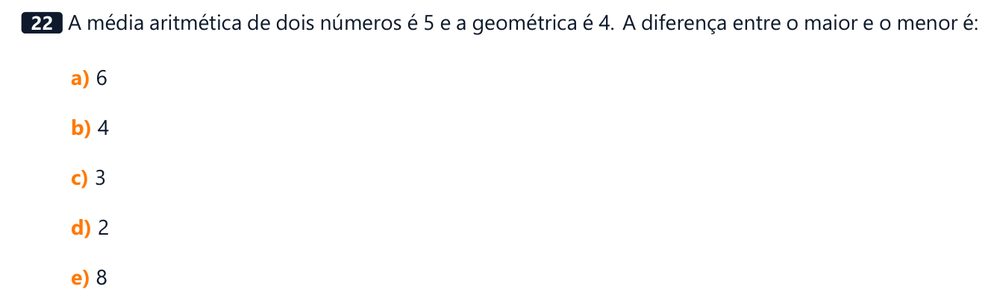 22 A média aritmética de dois números é 5 e a geométrica é 4. A diferença entre o maior e o menor é:
a) 6
b) 4
c) 3
d) 2
e) 8